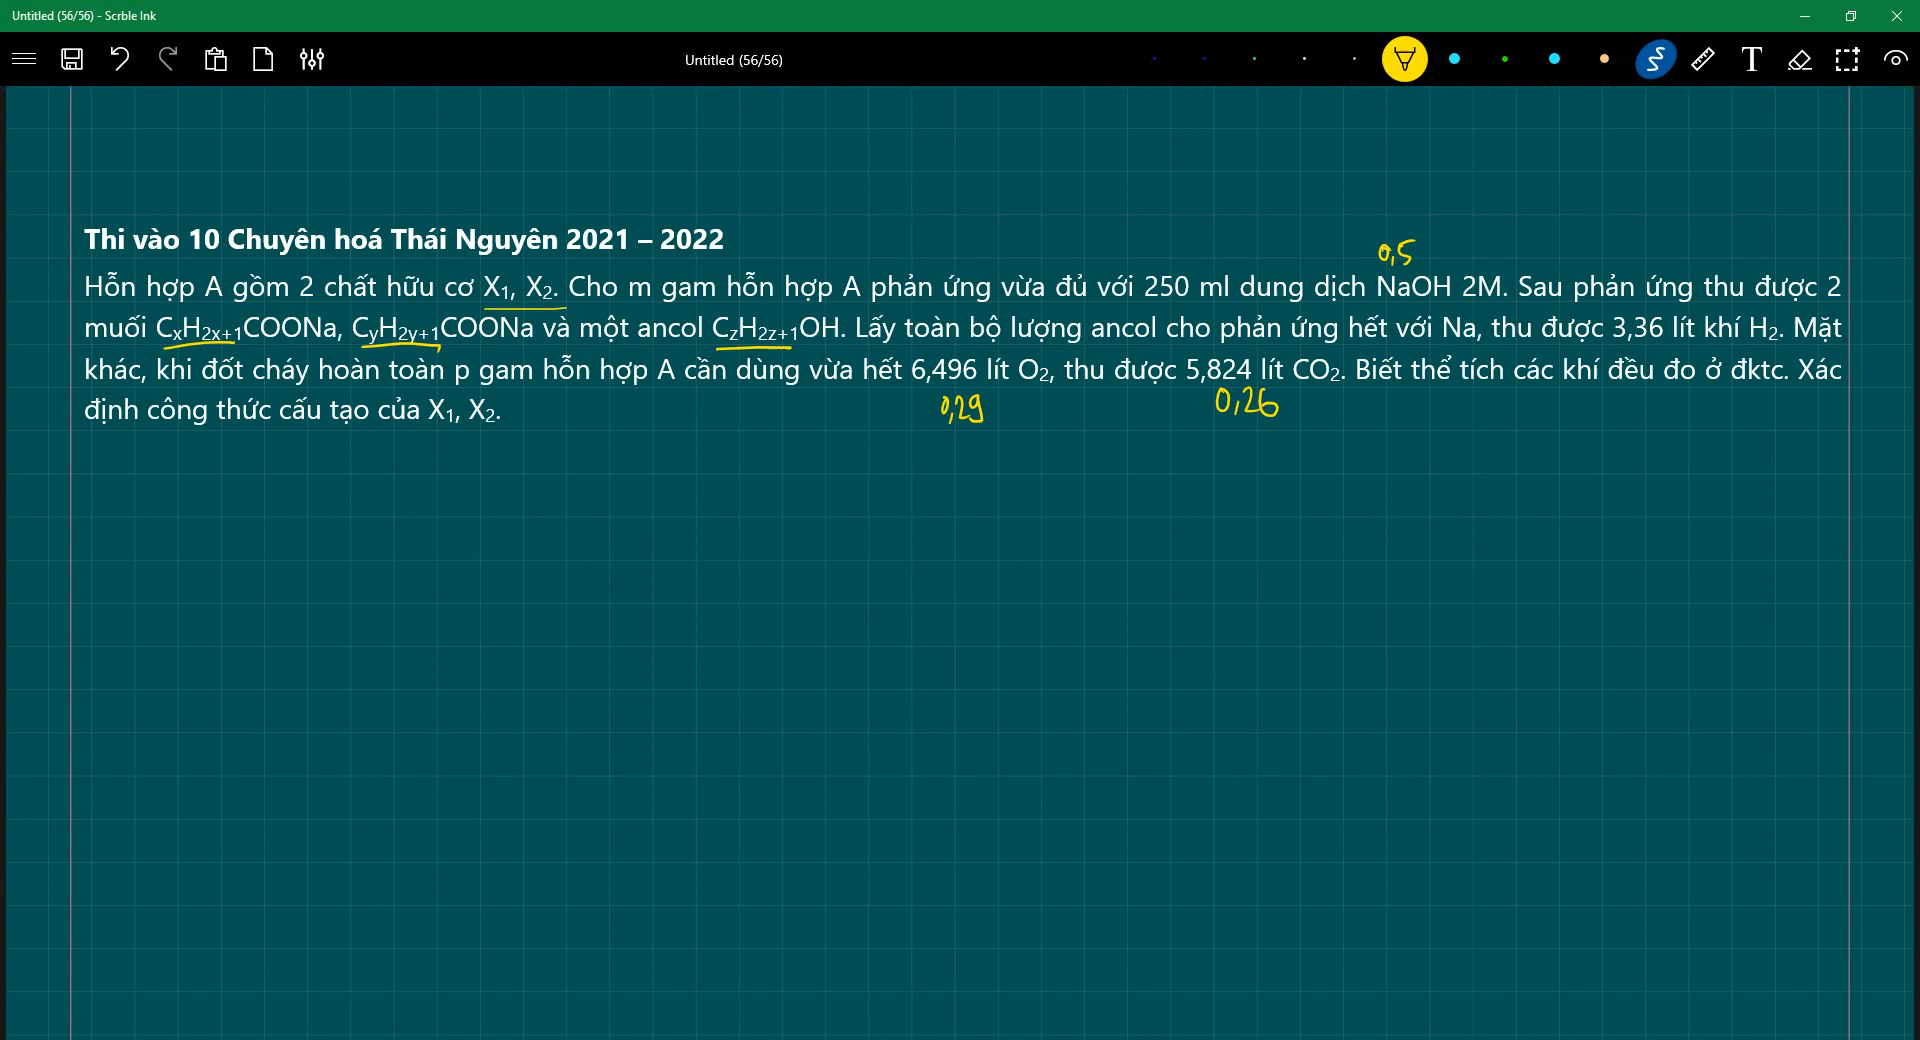 Untitled (56/56) - Scrble Ink
Untitled (56/56)
Thi vào 10 Chuyên hoá Thái Nguyên 2021 – 2022
0,5
Hỗn hợp A gồm 2 chất hữu cơ X₁, X₂. Cho m gam hỗn hợp A phản ứng vừa đủ với 250 ml dung dịch NaOH 2M. Sau phản ứng thu được 2
muối CₓH₂ₓ₊₁COONa, CᵧH₂ᵧ₊₁COONa và một ancol C_zH_{2z+1}OH. Lấy toàn bộ lượng ancol cho phản ứng hết với Na, thu được 3,36 lít khí H₂. Mặt
khác, khi đốt cháy hoàn toàn p gam hỗn hợp A cần dùng vừa hết 6,496 lít O₂, thu được 5,824 lít CO₂. Biết thể tích các khí đều đo ở đktc. Xác
định công thức cấu tạo của X₁, X₂.
0,29 0,26